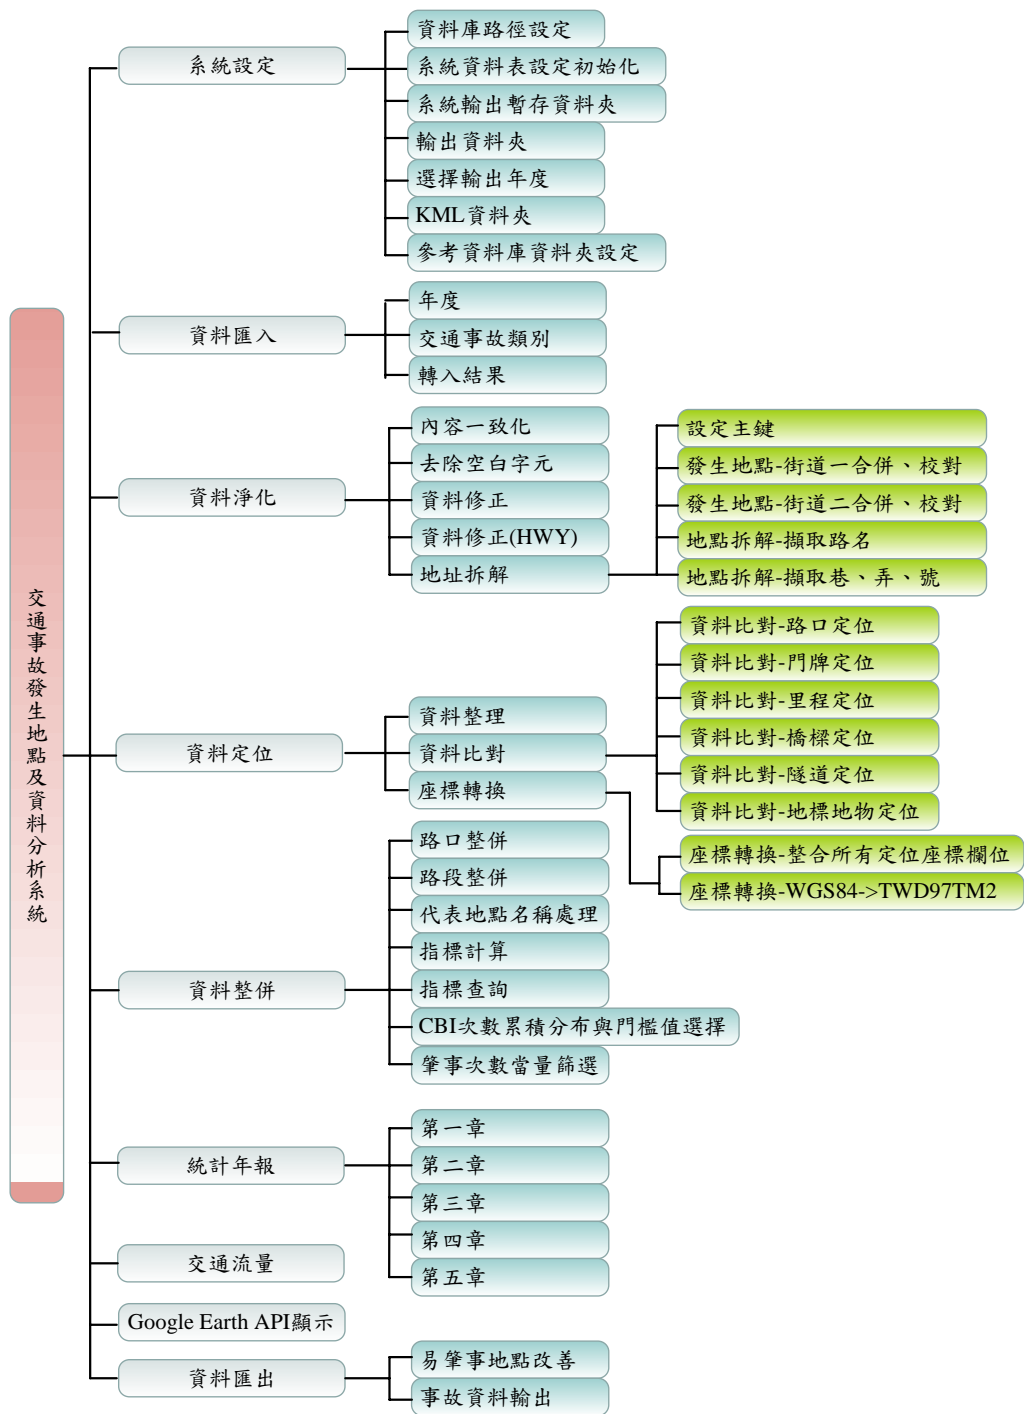 交通事故發生地點及資料分析系統
系統設定
資料庫路徑設定
系統資料表設定初始化
系統輸出暫存資料夾
輸出資料夾
選擇輸出年度
KML資料夾
參考資料庫資料夾設定
資料匯入
年度
交通事故類別
轉入結果
資料淨化
內容一致化
去除空白字元
資料修正
資料修正(HWY)
地址拆解
設定主鍵
發生地點-街道一合併、校對
發生地點-街道二合併、校對
地點拆解-擷取路名
地點拆解-擷取巷、弄、號
資料定位
資料整理
資料比對
座標轉換
資料比對-路口定位
資料比對-門牌定位
資料比對-里程定位
資料比對-橋樑定位
資料比對-隧道定位
資料比對-地標地物定位
座標轉換-整合所有定位座標欄位
座標轉換-WGS84->TWD97TM2
資料整併
路口整併
路段整併
代表地點名稱處理
指標計算
指標查詢
CBI次數累積分布與門檻值選擇
肇事次數當量篩選
統計年報
第一章
第二章
第三章
第四章
第五章
交通流量
Google Earth API顯示
資料匯出
易肇事地點改善
事故資料輸出